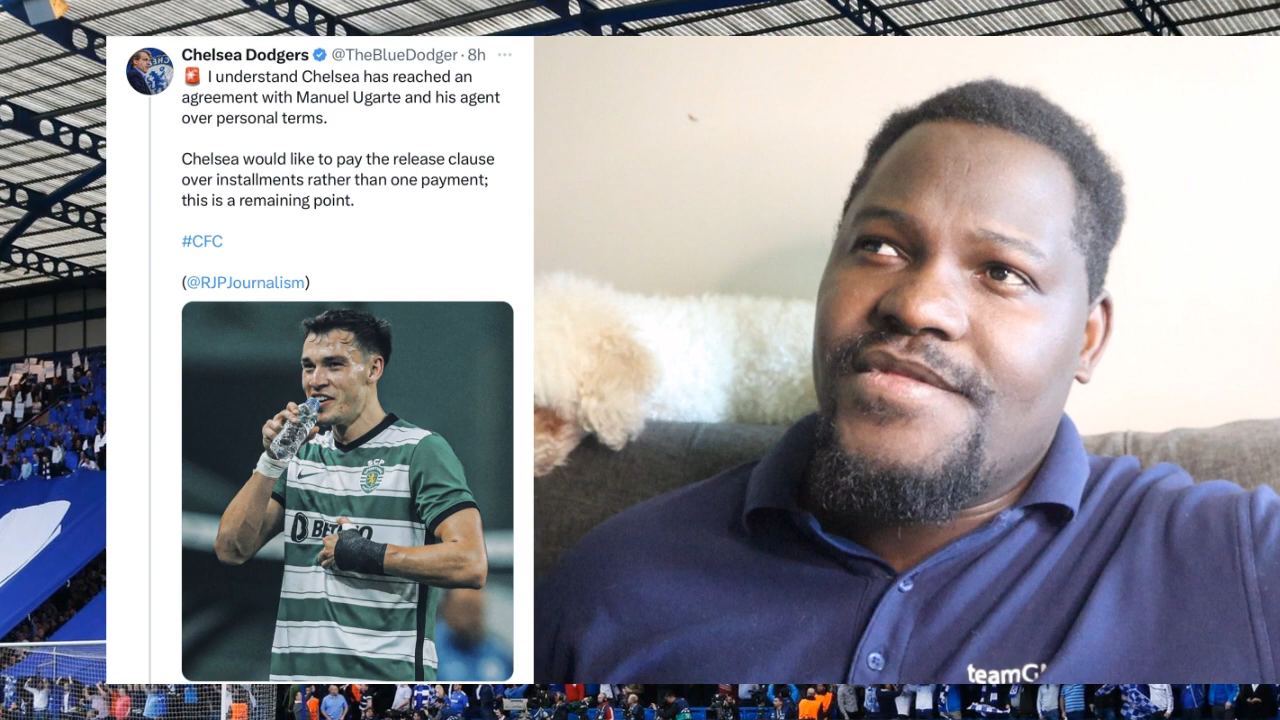 Chelsea Dodgers @TheBlueDodger · 8h ...
🚨 I understand Chelsea has reached an
agreement with Manuel Ugarte and his agent
over personal terms.
Chelsea would like to pay the release clause
over installments rather than one payment;
this is a remaining point.
#CFC
(@RJPJournalism)
SCP
teamG